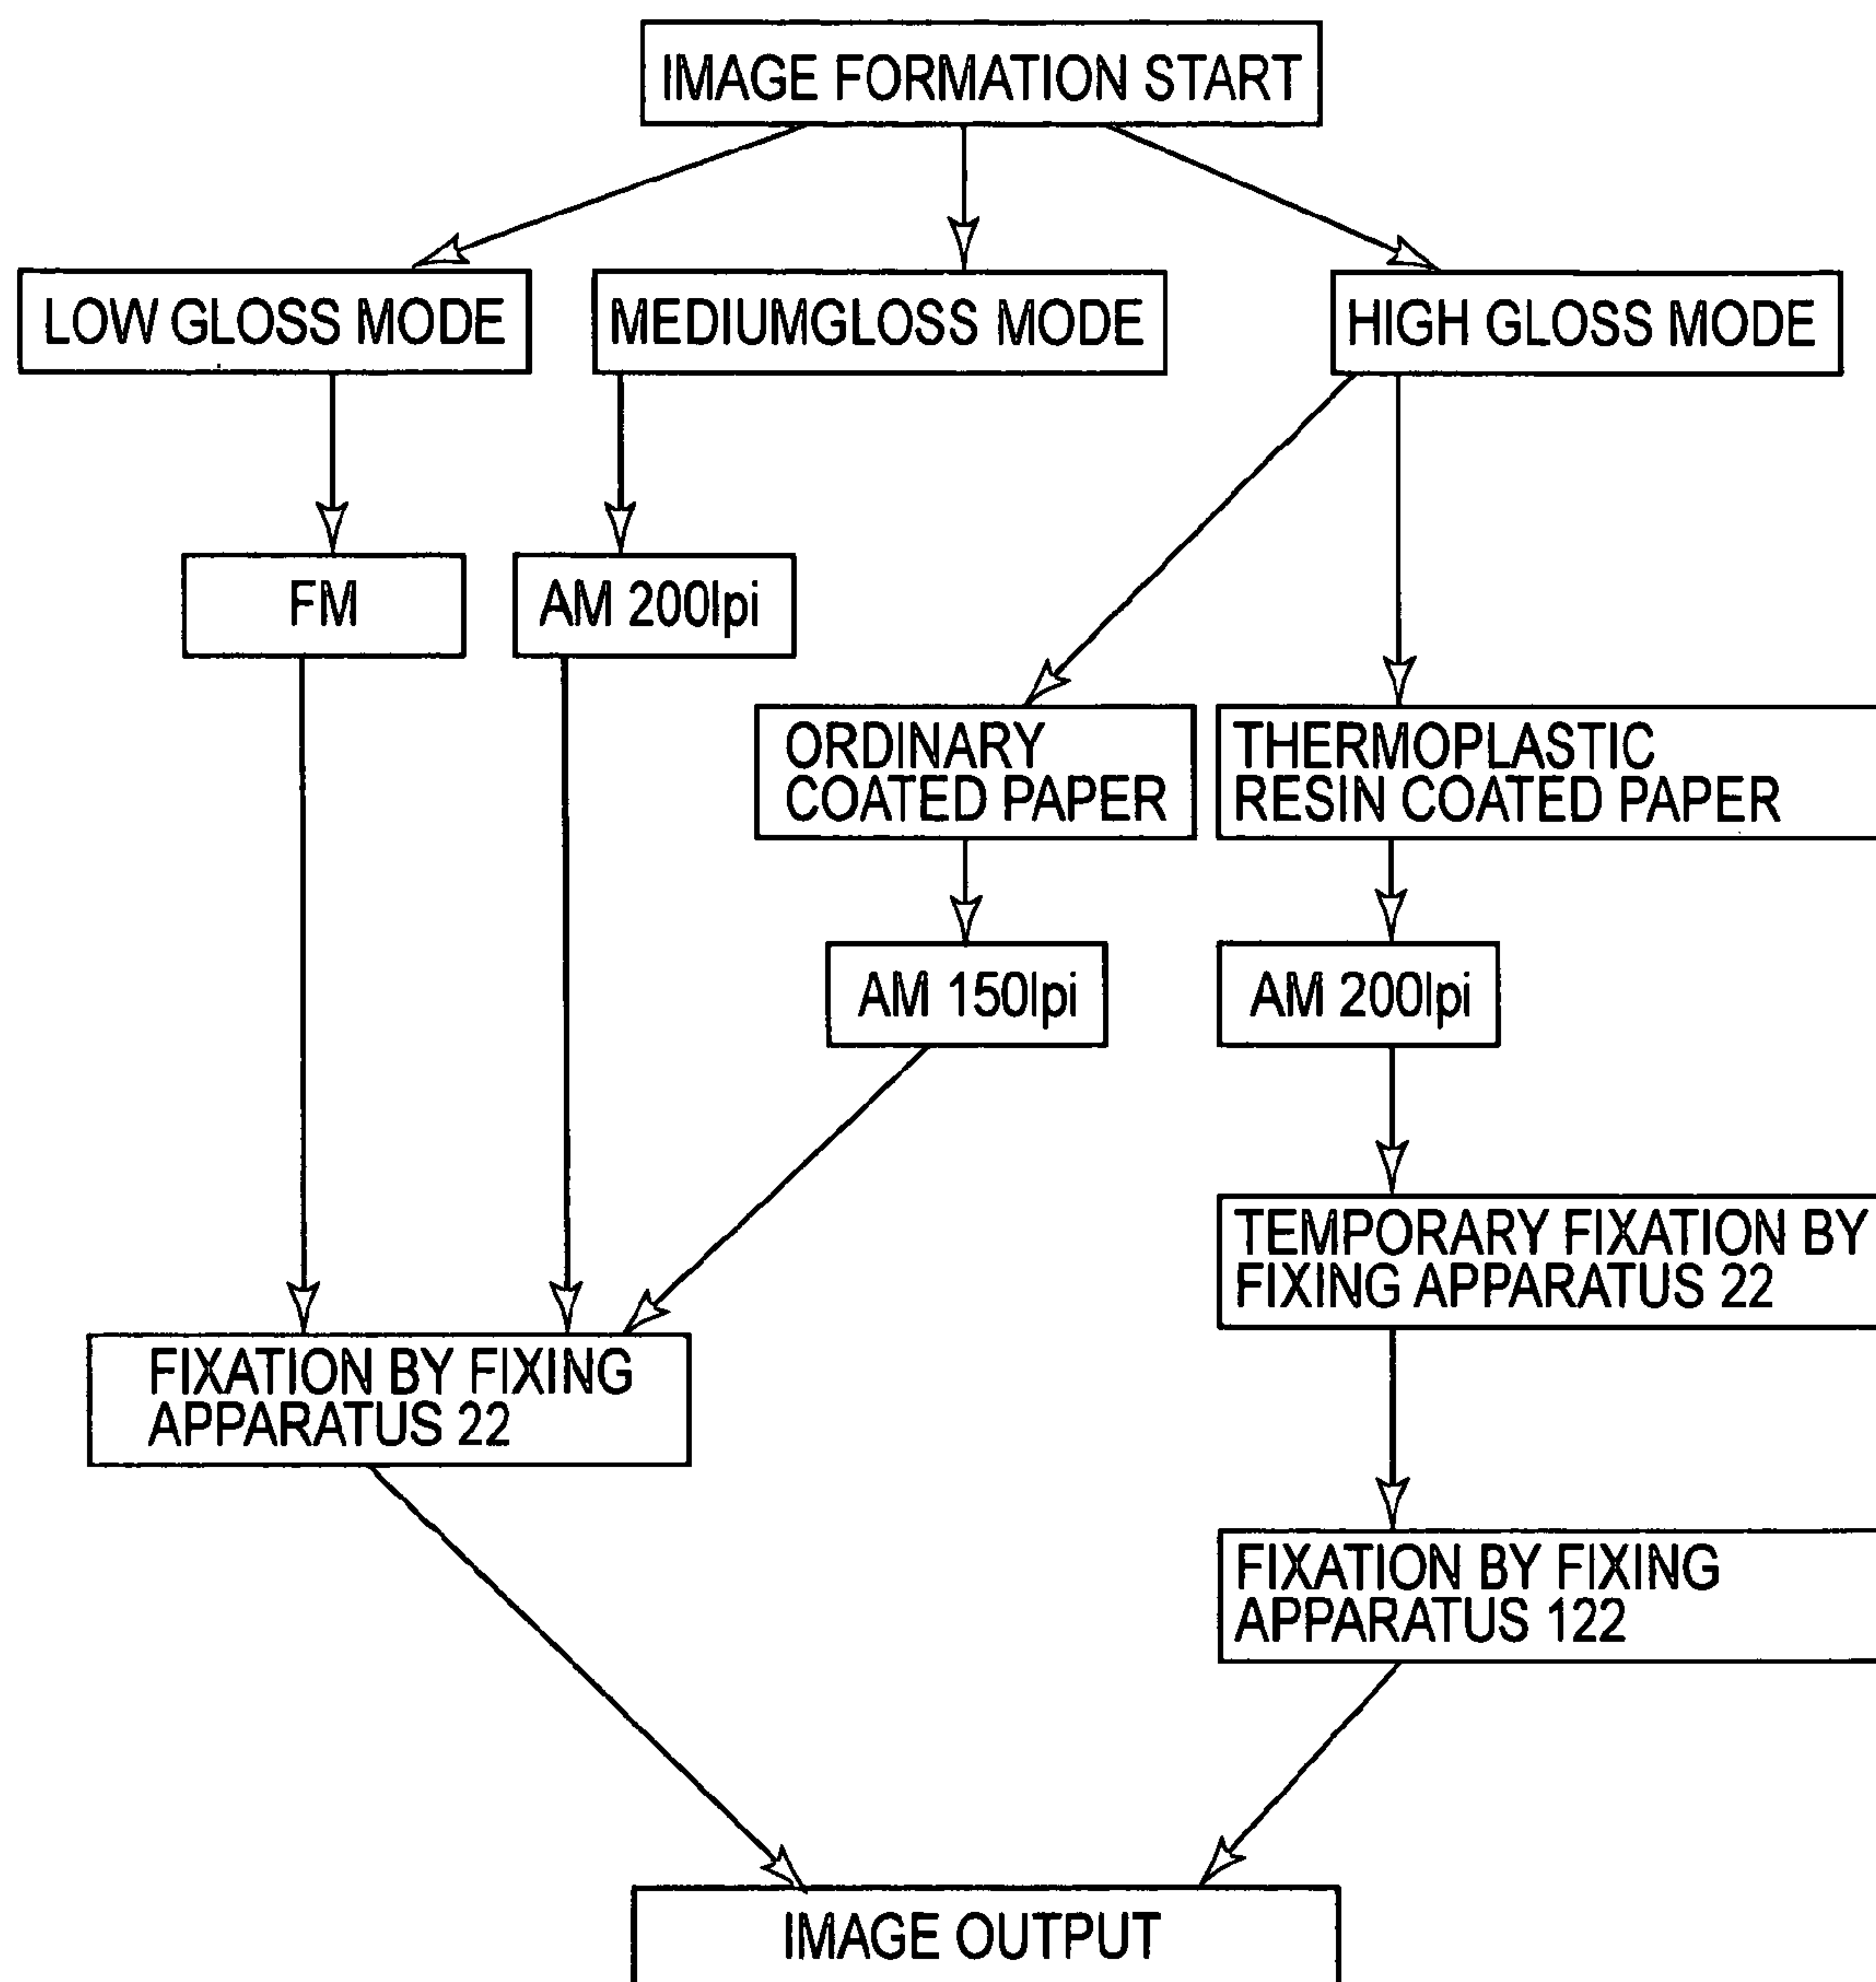 IMAGE FORMATION START
LOW GLOSS MODE
MEDIUMGLOSS MODE
HIGH GLOSS MODE
FM
AM 200lpi
ORDINARY
COATED PAPER
THERMOPLASTIC
RESIN COATED PAPER
AM 150lpi
AM 200lpi
TEMPORARY FIXATION BY
FIXING APPARATUS 22
FIXATION BY FIXING
APPARATUS 22
FIXATION BY FIXING
APPARATUS 122
IMAGE OUTPUT